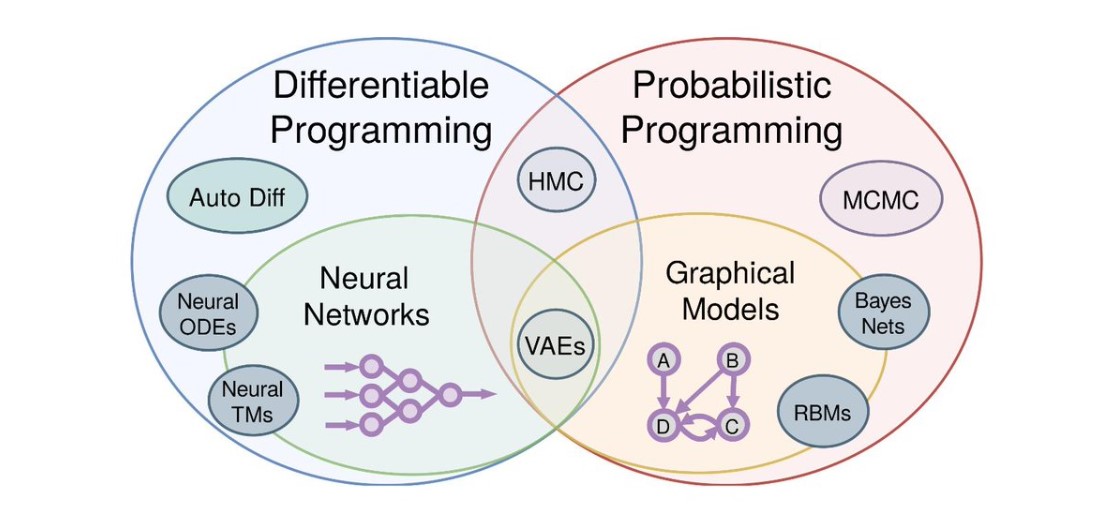 Differentiable
Programming
Probabilistic
Programming
Auto Diff
HMC
MCMC
Neural
Networks
Graphical
Models
Neural
ODEs
VAEs
Bayes
Nets
A
B
Neural
TMs
D
C
RBMs